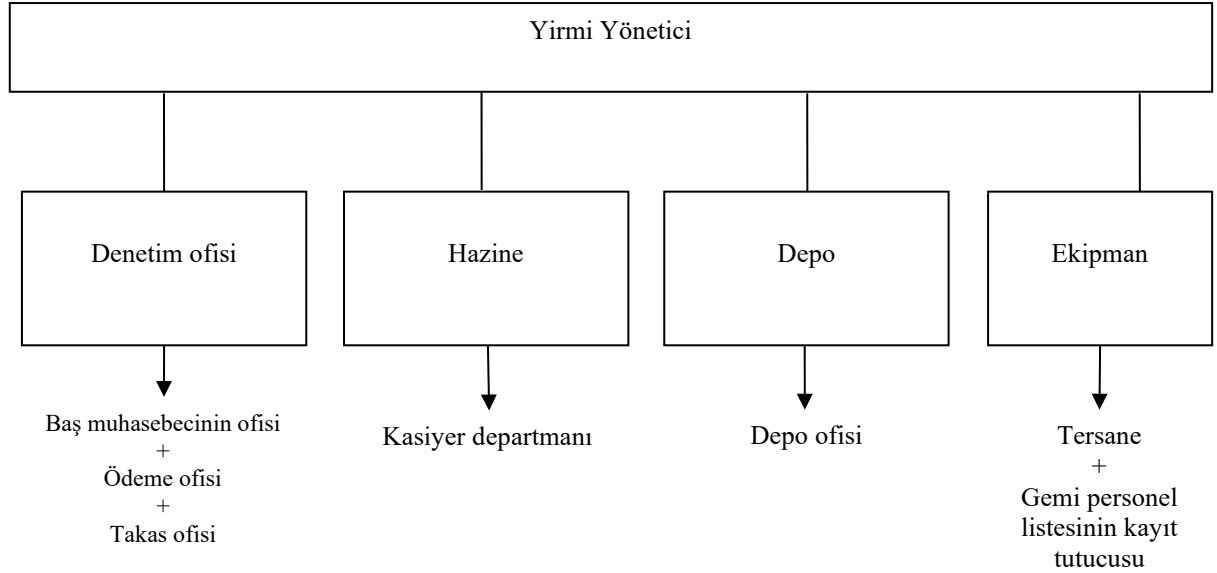 Yirmi Yönetici
Denetim ofisi
Hazine
Depo
Ekipman
Baş muhasebecinin ofisi
+
Ödeme ofisi
+
Takas ofisi
Kasiyer departmanı
Depo ofisi
Tersane
+
Gemi personel
listesinin kayıt
tutucusu